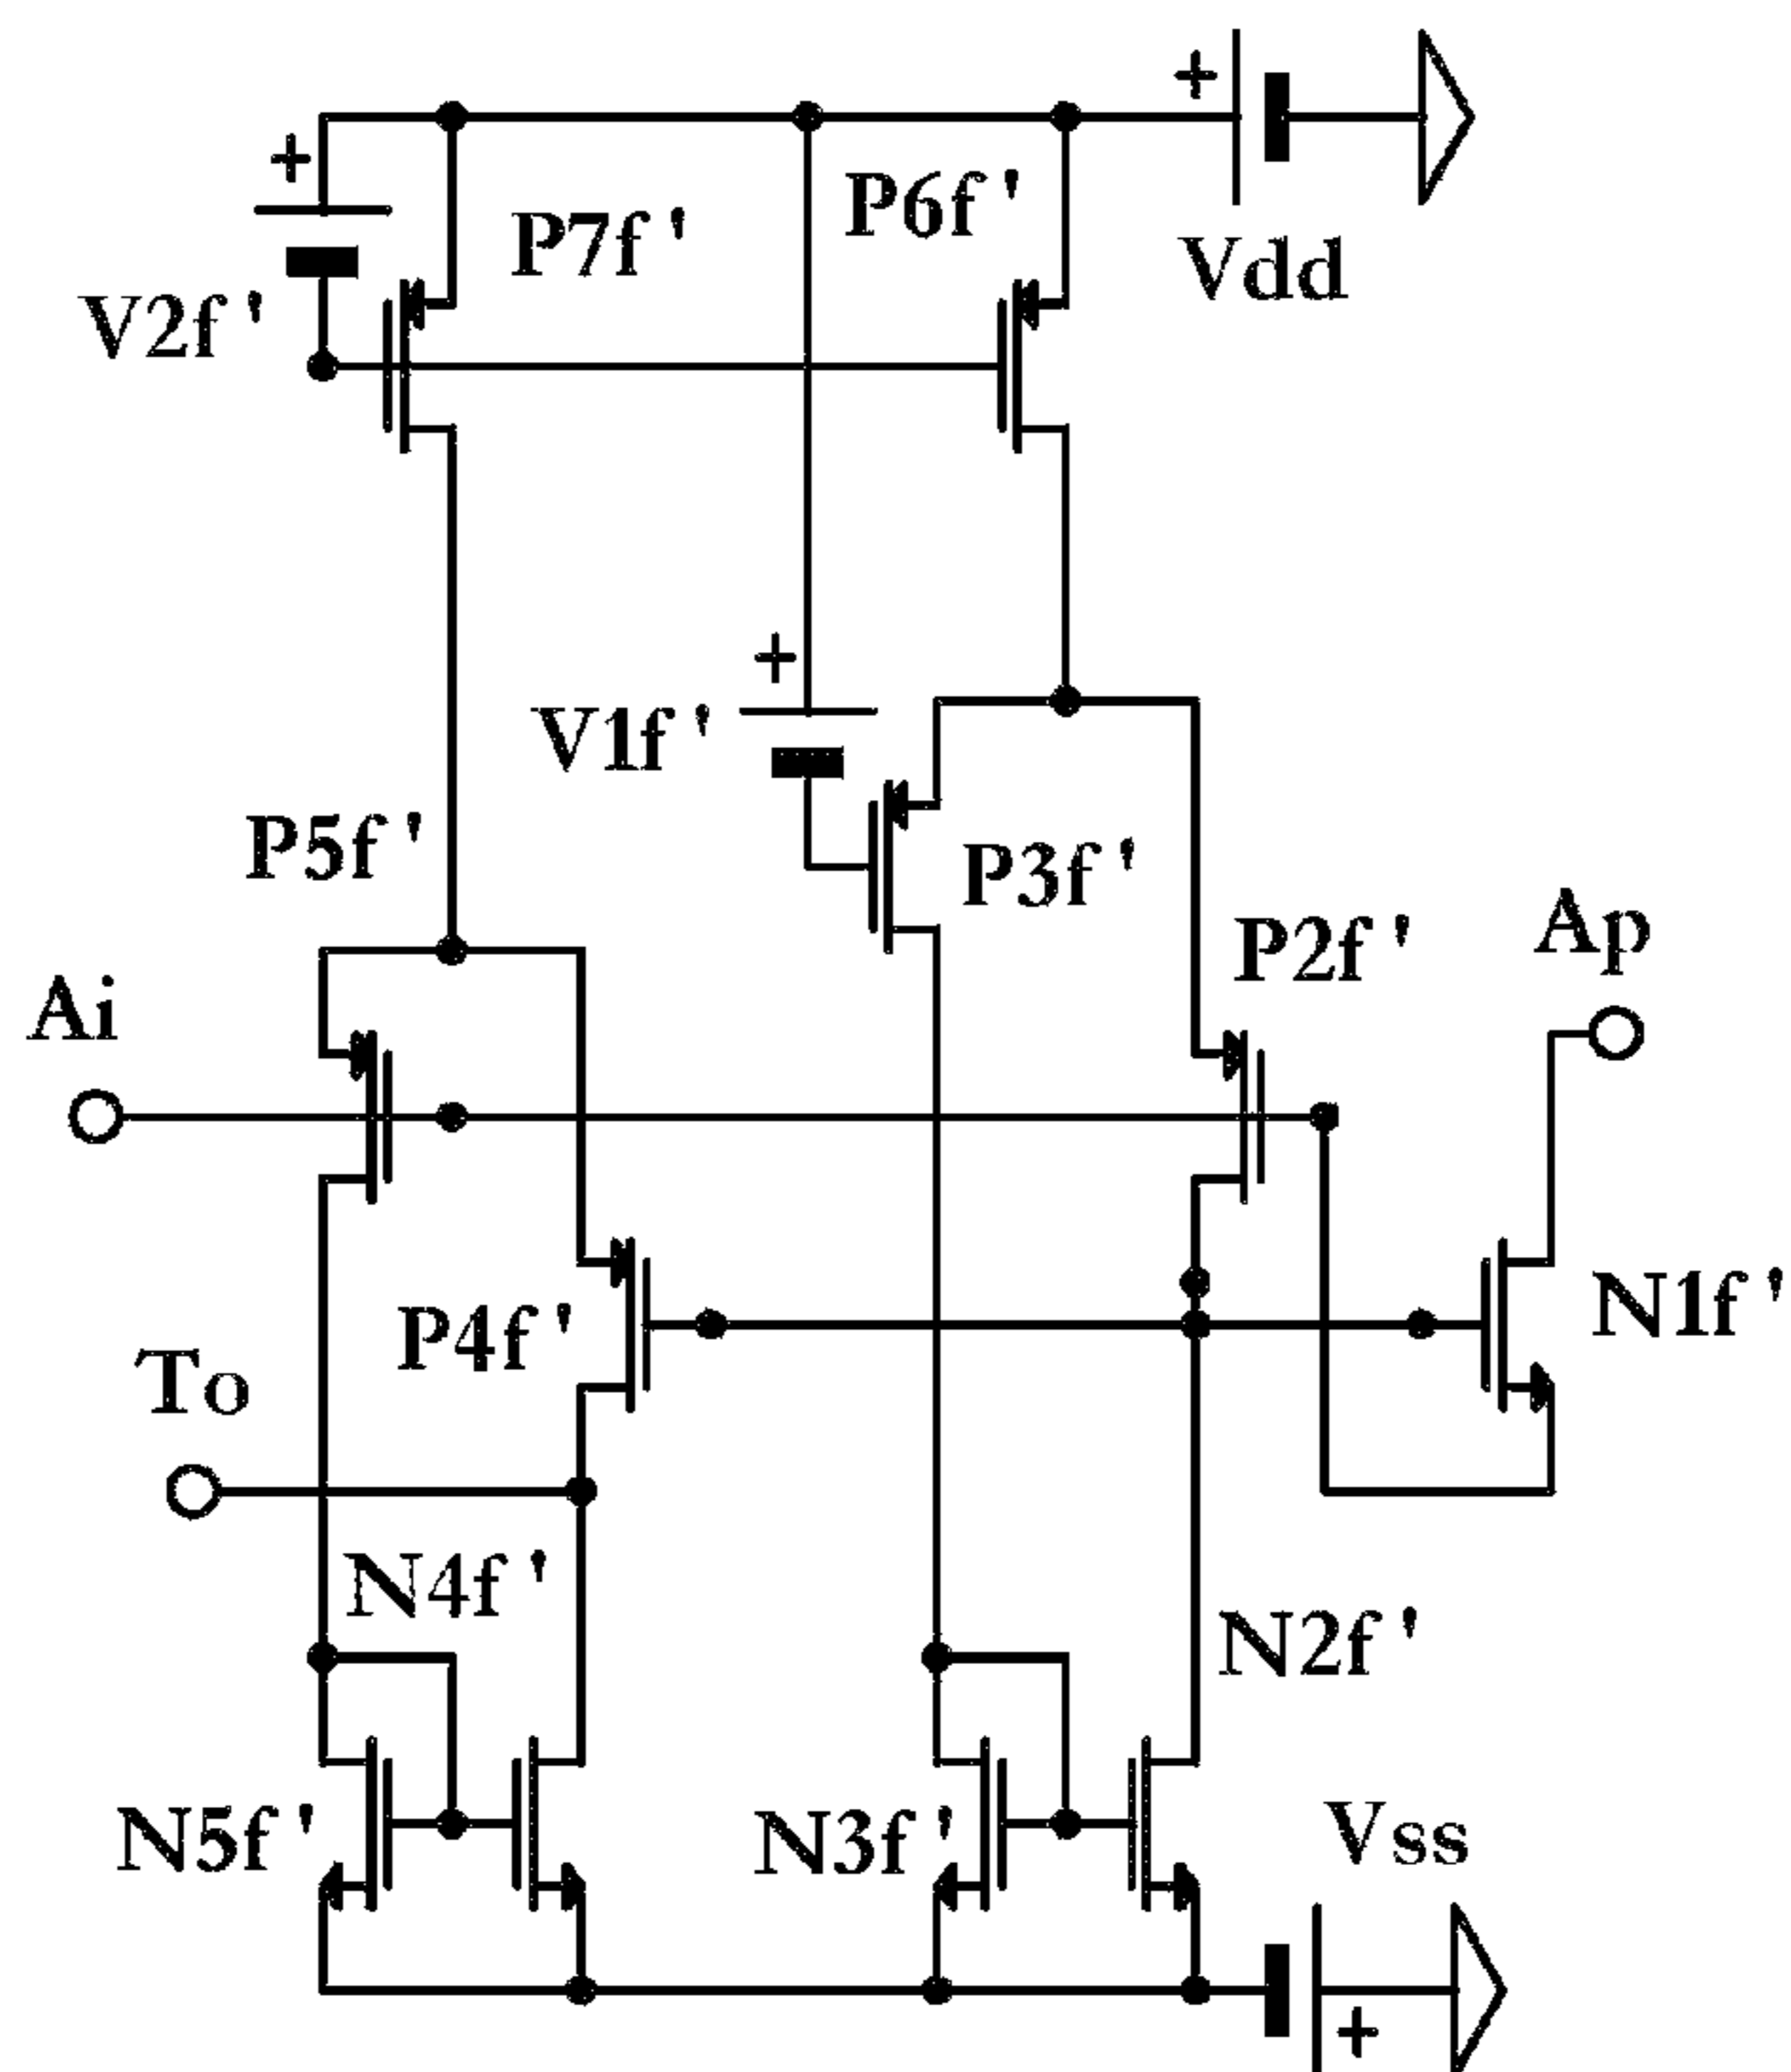 +
+
P6f '
P7f '
Vdd
V2f '
+
V1f '
P5f '
P3f '
Ap
P2f '
Ai
N1f '
P4f '
To
N4f '
N2f '
Vss
N5f '
N3f '
+